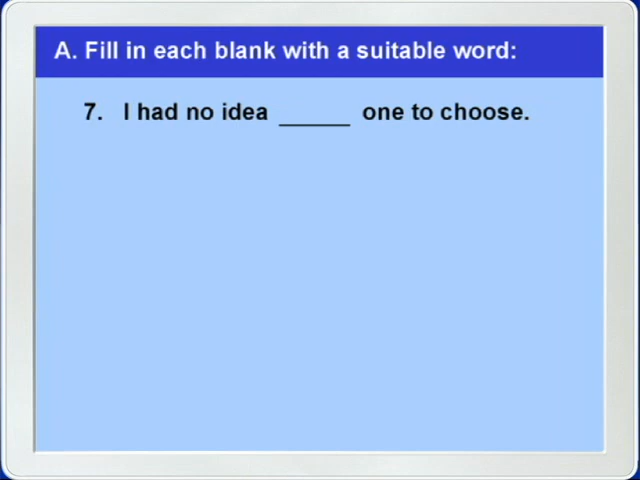 A. Fill in each blank with a suitable word:
7. I had no idea ______ one to choose.